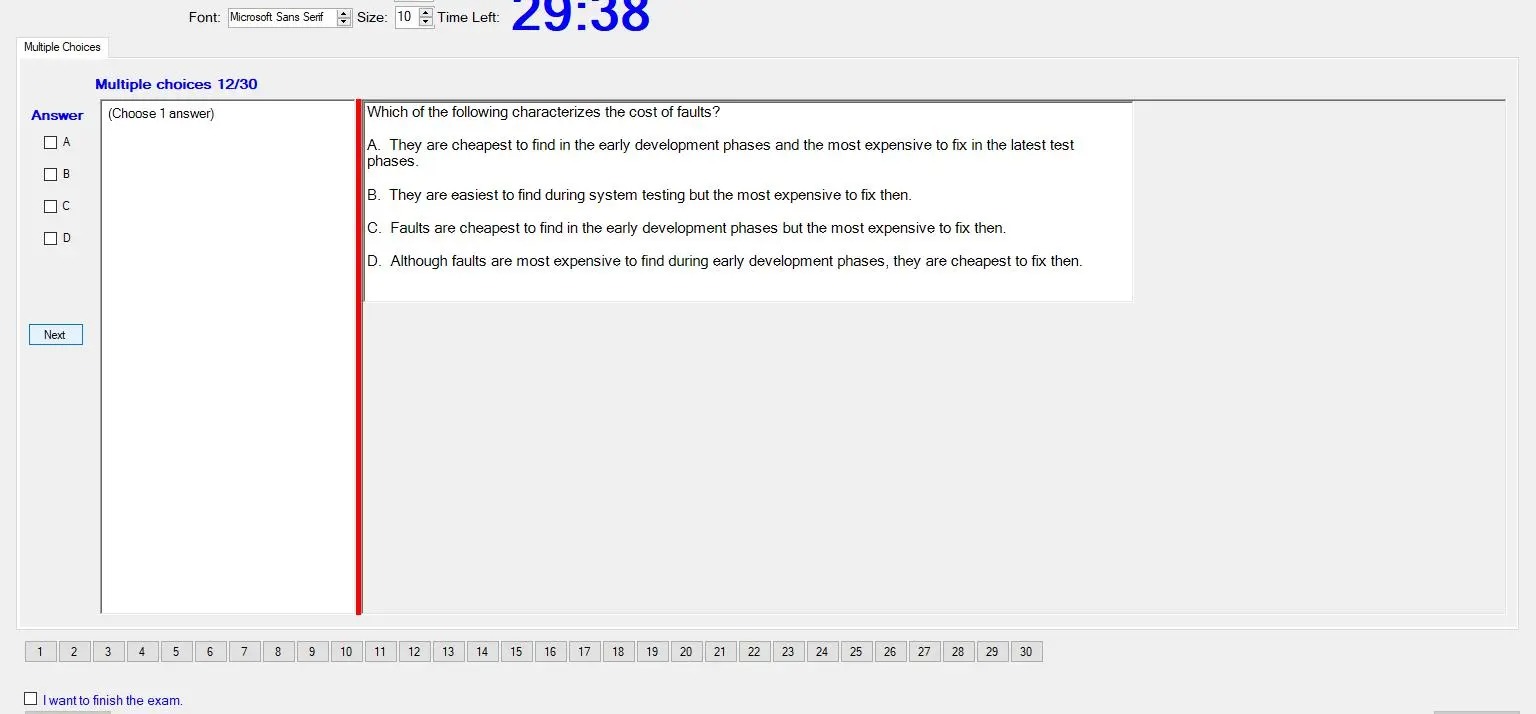 Font: Microsoft Sans Serif Size: 10 Time Left: 29:38
Multiple Choices
Multiple choices 12/30
Answer
A
B
C
D
Next
(Choose 1 answer)
Which of the following characterizes the cost of faults?
A. They are cheapest to find in the early development phases and the most expensive to fix in the latest test
phases.
B. They are easiest to find during system testing but the most expensive to fix then.
C. Faults are cheapest to find in the early development phases but the most expensive to fix then.
D. Although faults are most expensive to find during early development phases, they are cheapest to fix then.
1 2 3 4 5 6 7 8 9 10 11 12 13 14 15 16 17 18 19 20 21 22 23 24 25 26 27 28 29 30
I want to finish the exam.